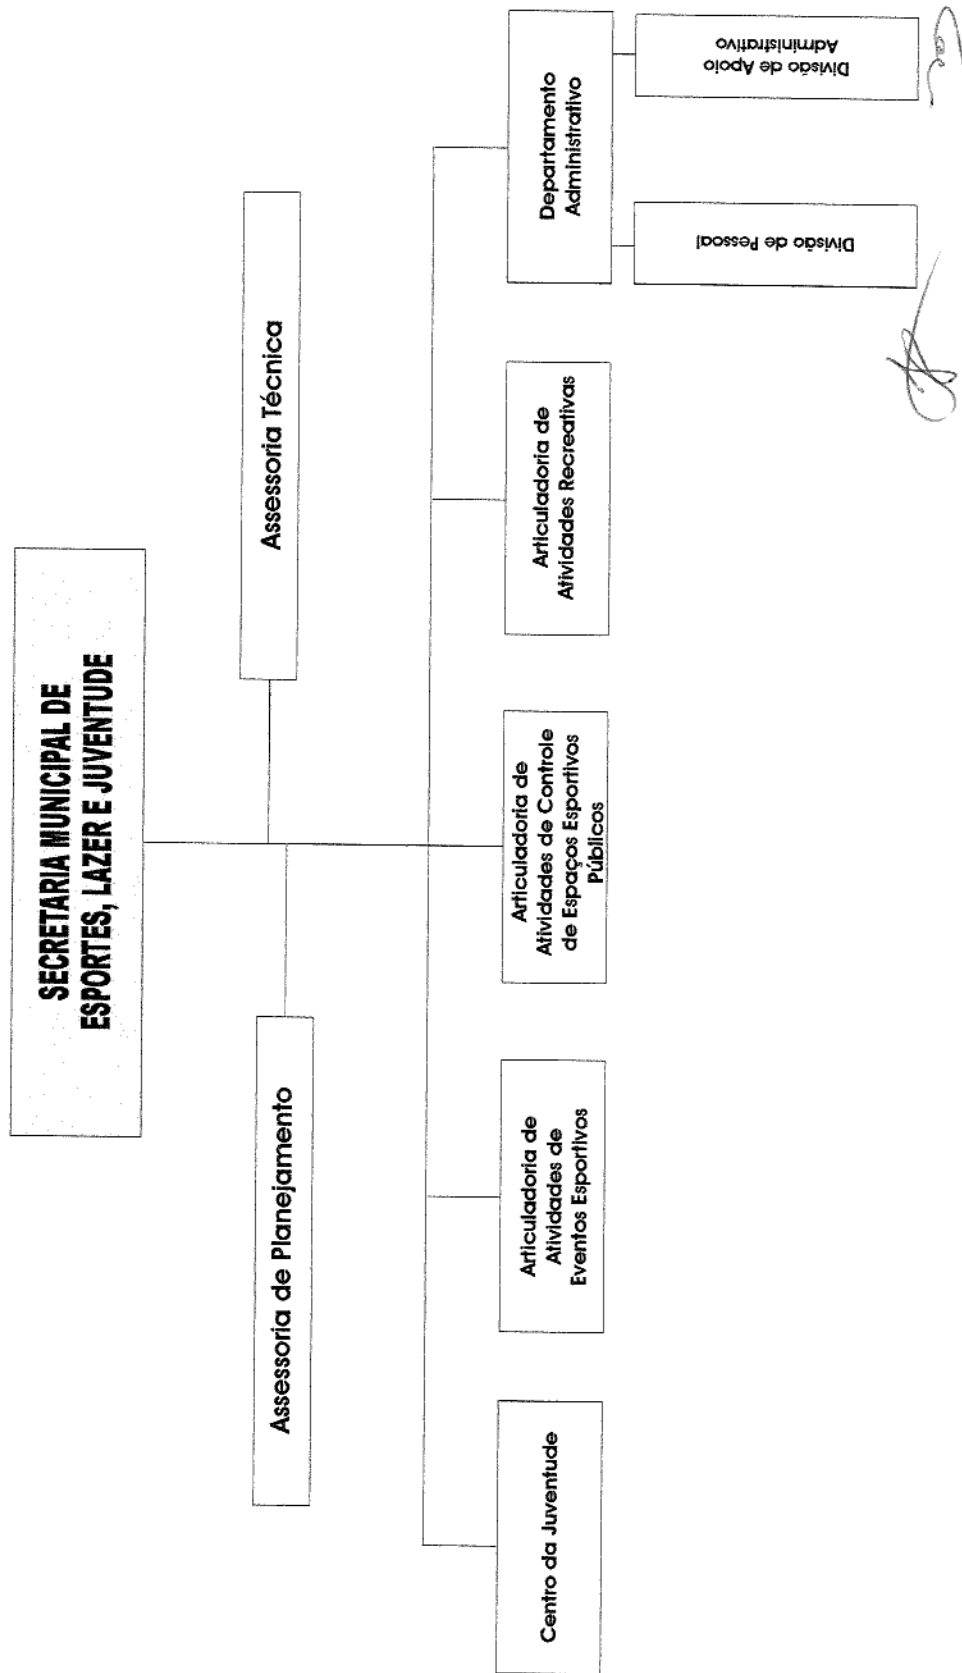 SECRETARIA MUNICIPAL DE
ESPORTES, LAZER E JUVENTUDE
Assessoria de Planejamento
Assessoria Técnica
Centro da Juventude
Articuladoria de
Atividades de
Eventos Esportivos
Articuladoria de
Atividades de Controle
de Espaços Esportivos
Públicos
Articuladoria de
Atividades Recreativas
Departamento
Administrativo
Divisão de Pessoal
Divisão de Apoio
Administrativo